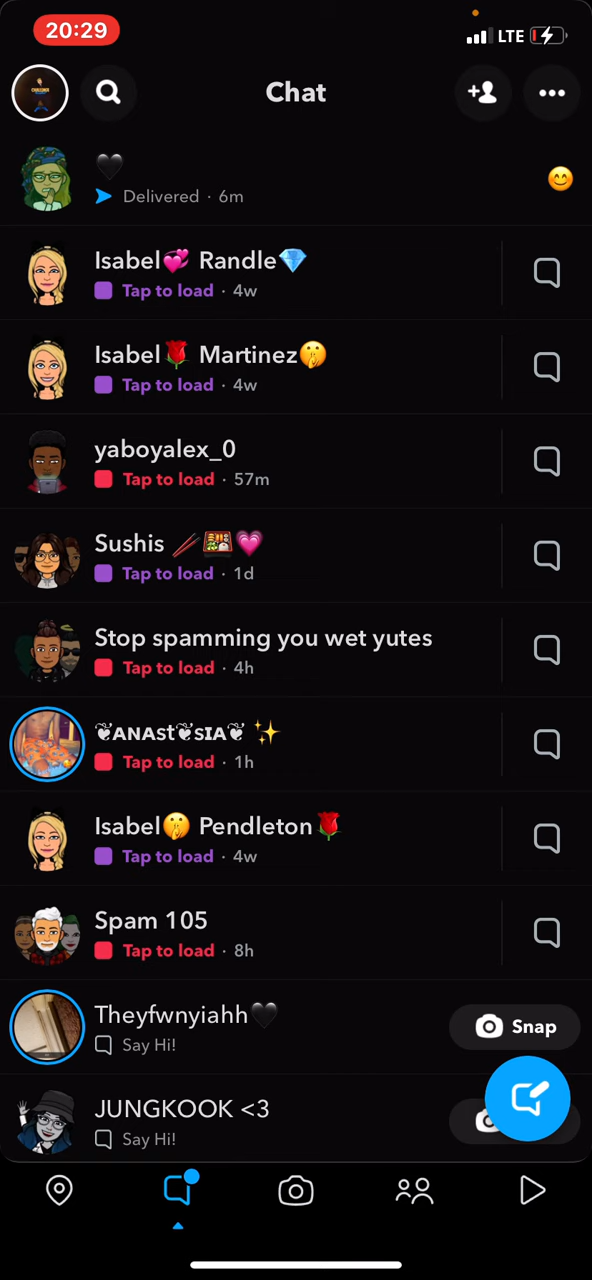 20:29
LTE
Chat
🖤
Delivered · 6m
😊
Isabel💞 Randle💎
Tap to load · 4w
Isabel🌹 Martinez🤫
Tap to load · 4w
yaboyalex_0
Tap to load · 57m
Sushis 🥢🍱💗
Tap to load · 1d
Stop spamming you wet yutes
Tap to load · 4h
❦ᴀɴᴀst❦sɪᴀ❦ ✨
Tap to load · 1h
Isabel🤫 Pendleton🌹
Tap to load · 4w
Spam 105
Tap to load · 8h
Theyfwnyiahh🖤
Say Hi!
Snap
JUNGKOOK <3
Say Hi!